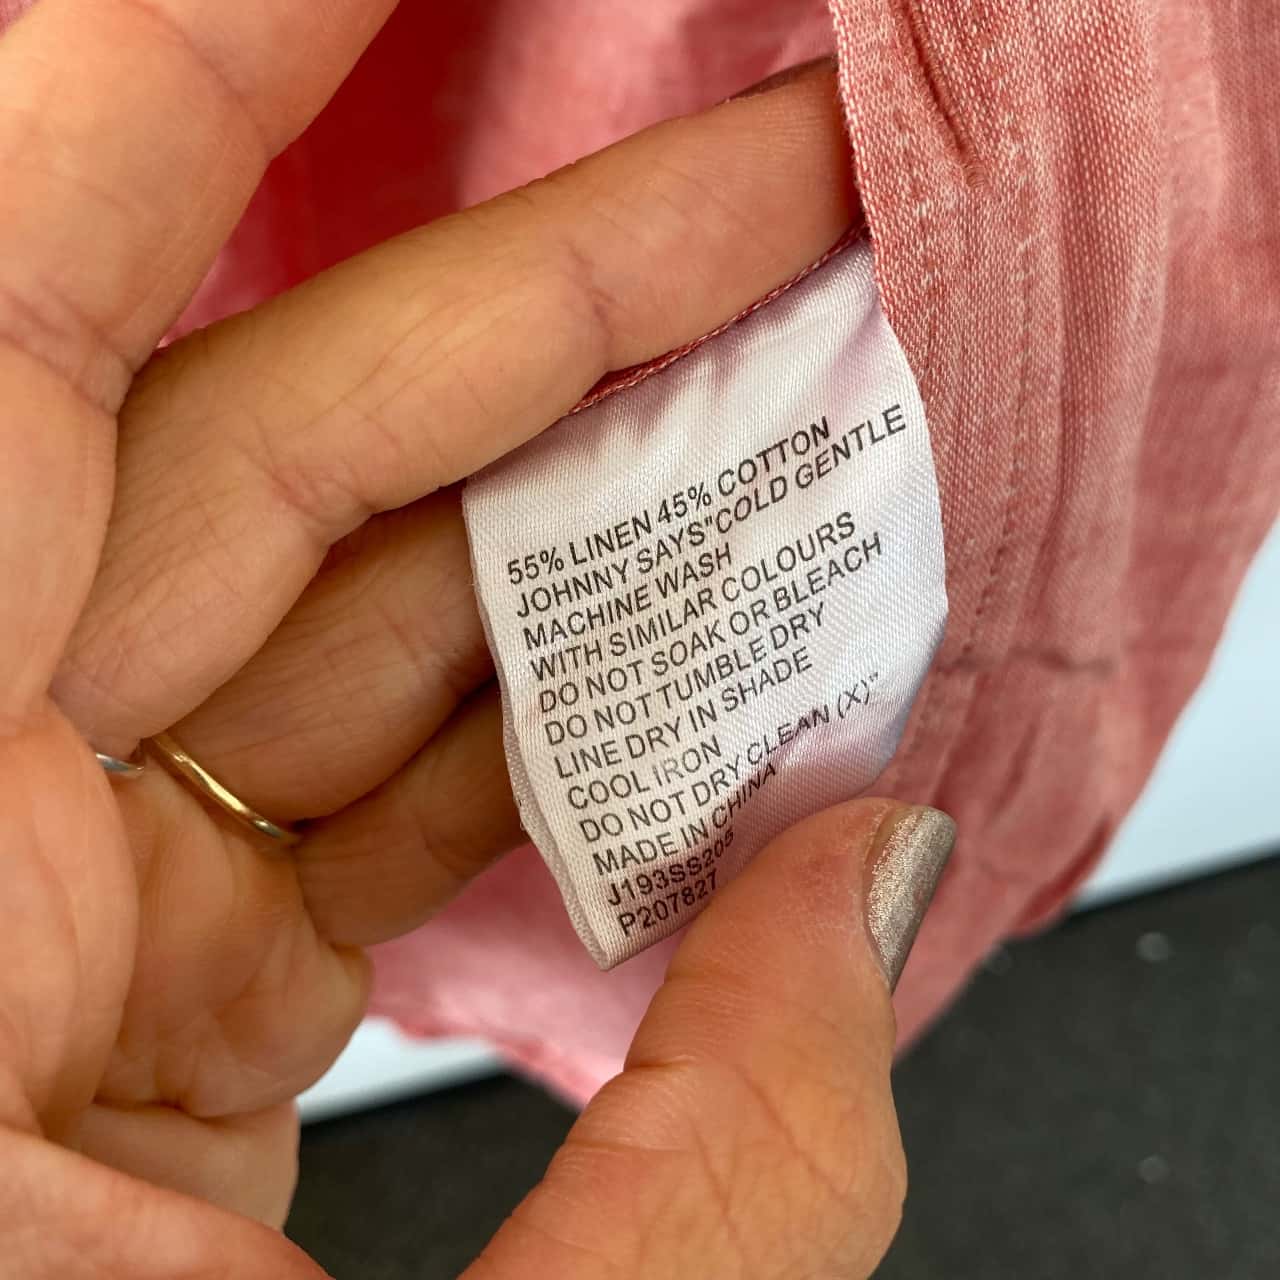 55% LINEN 45% COTTON
JOHNNY SAYS"COLD GENTLE
MACHINE WASH
WITH SIMILAR COLOURS
DO NOT SOAK OR BLEACH
DO NOT TUMBLE DRY
LINE DRY IN SHADE
COOL IRON
DO NOT DRY CLEAN (X)"
MADE IN CHINA
J193SS205
P207827